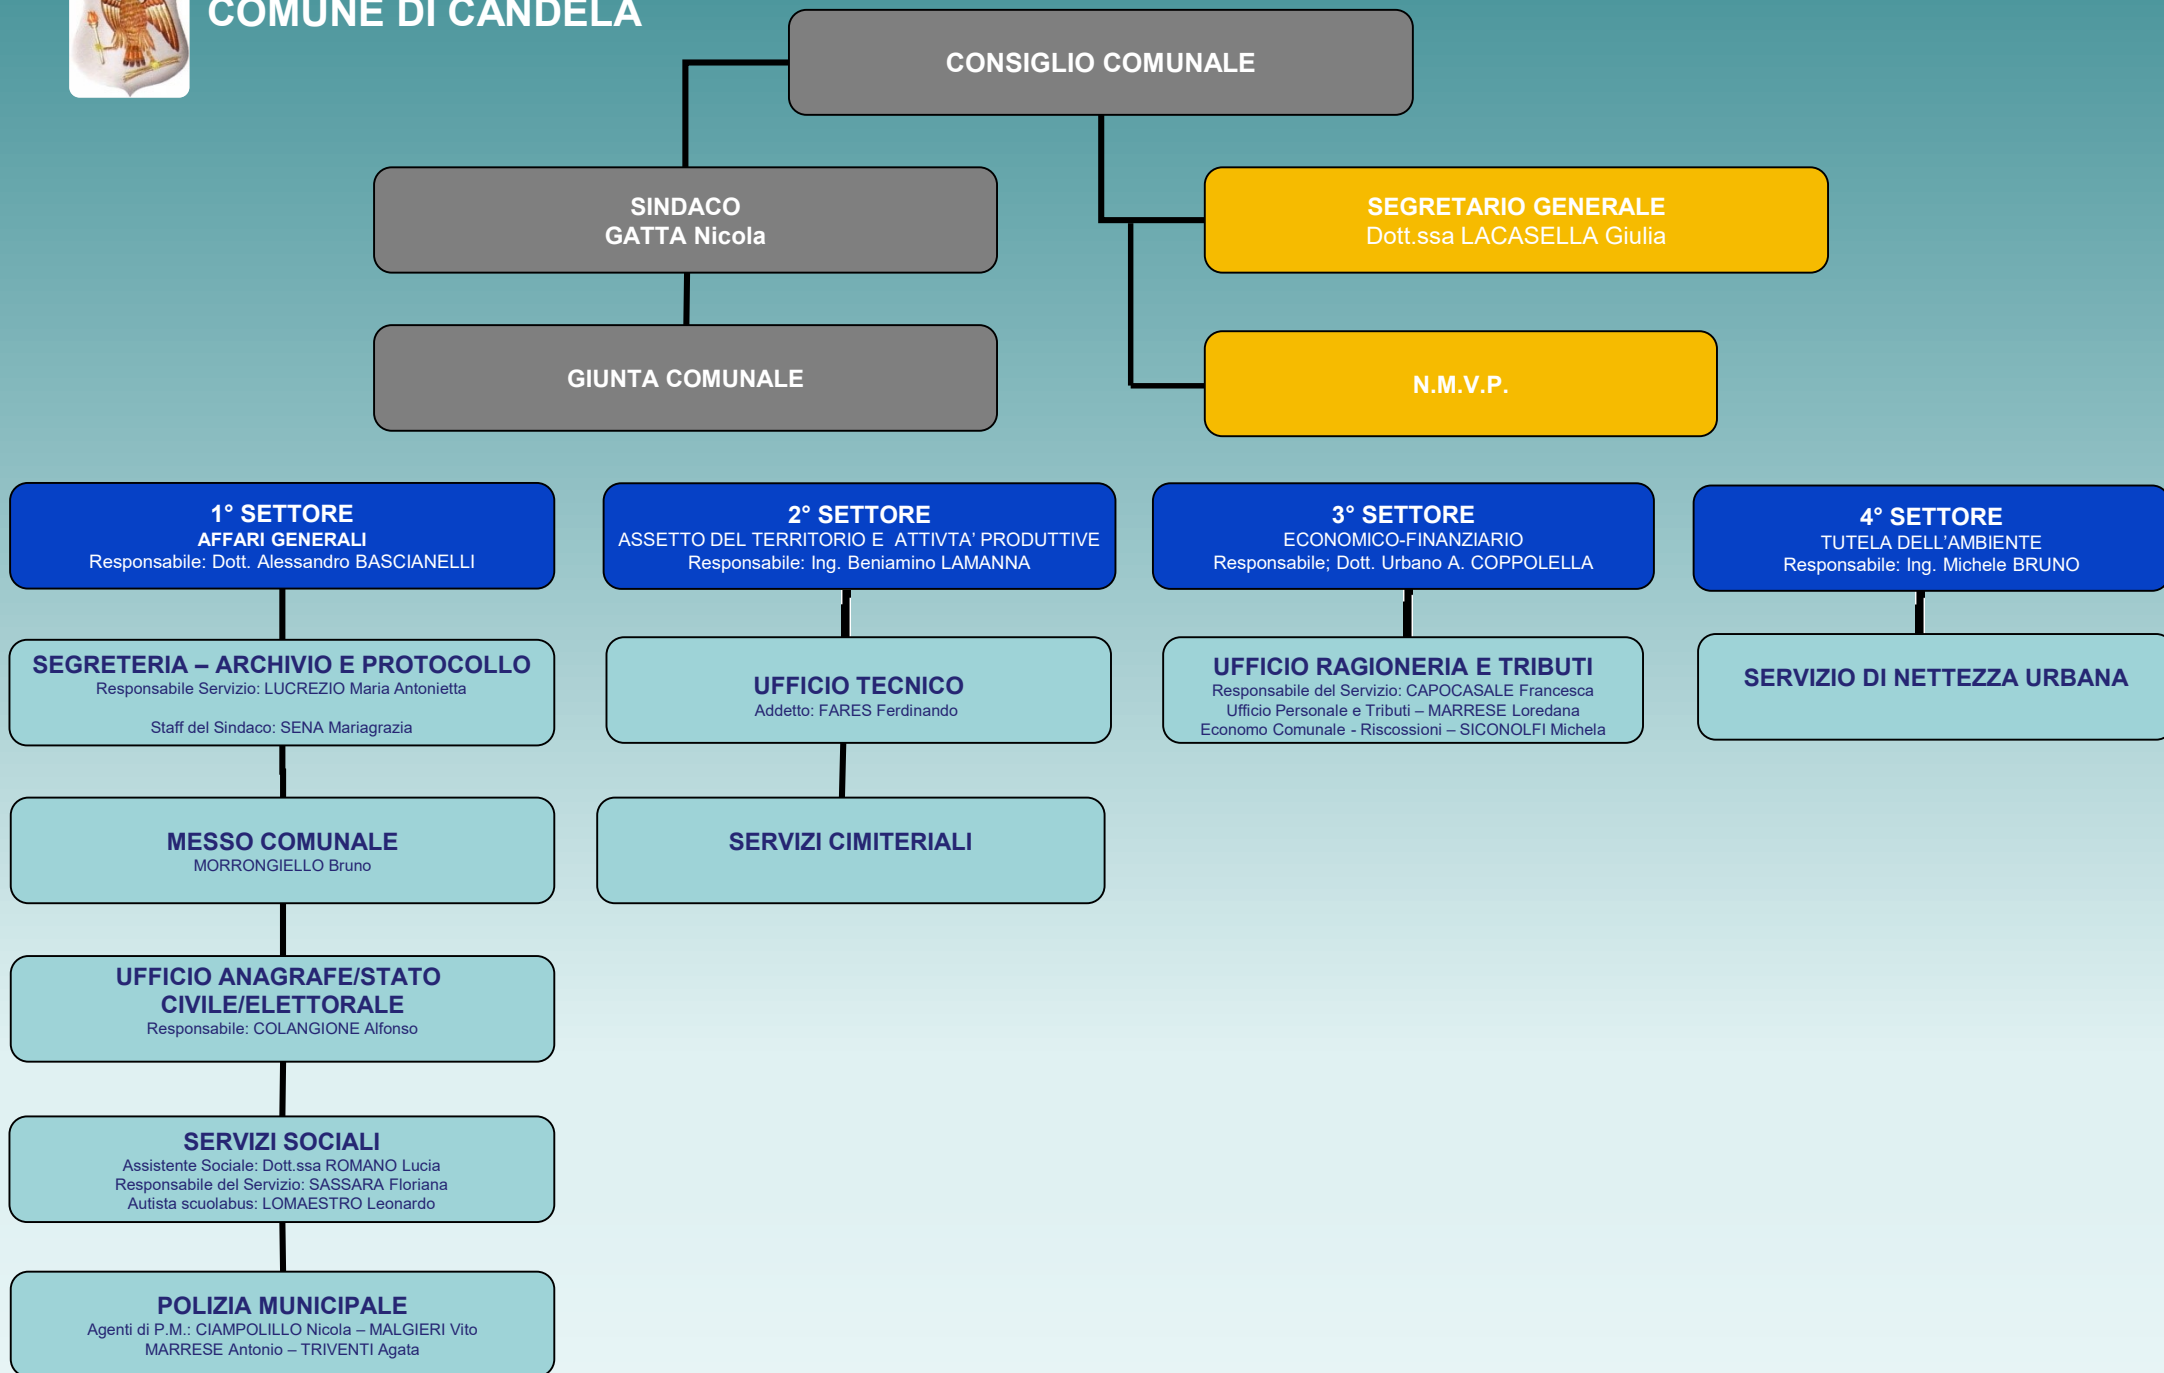 COMUNE DI CANDELA
CONSIGLIO COMUNALE
SINDACO
GATTA Nicola
SEGRETARIO GENERALE
Dott.ssa LACASELLA Giulia
GIUNTA COMUNALE
N.M.V.P.
1° SETTORE
AFFARI GENERALI
Responsabile: Dott. Alessandro BASCIANELLI
2° SETTORE
ASSETTO DEL TERRITORIO E ATTIVTA’ PRODUTTIVE
Responsabile: Ing. Beniamino LAMANNA
3° SETTORE
ECONOMICO-FINANZIARIO
Responsabile; Dott. Urbano A. COPPOLELLA
4° SETTORE
TUTELA DELL’AMBIENTE
Responsabile: Ing. Michele BRUNO
SEGRETERIA – ARCHIVIO E PROTOCOLLO
Responsabile Servizio: LUCREZIO Maria Antonietta
Staff del Sindaco: SENA Mariagrazia
UFFICIO TECNICO
Addetto: FARES Ferdinando
UFFICIO RAGIONERIA E TRIBUTI
Responsabile del Servizio: CAPOCASALE Francesca
Ufficio Personale e Tributi – MARRESE Loredana
Economo Comunale - Riscossioni – SICONOLFI Michela
SERVIZIO DI NETTEZZA URBANA
MESSO COMUNALE
MORRONGIELLO Bruno
SERVIZI CIMITERIALI
UFFICIO ANAGRAFE/STATO
CIVILE/ELETTORALE
Responsabile: COLANGIONE Alfonso
SERVIZI SOCIALI
Assistente Sociale: Dott.ssa ROMANO Lucia
Responsabile del Servizio: SASSARA Floriana
Autista scuolabus: LOMAESTRO Leonardo
POLIZIA MUNICIPALE
Agenti di P.M.: CIAMPOLILLO Nicola – MALGIERI Vito
MARRESE Antonio – TRIVENTI Agata